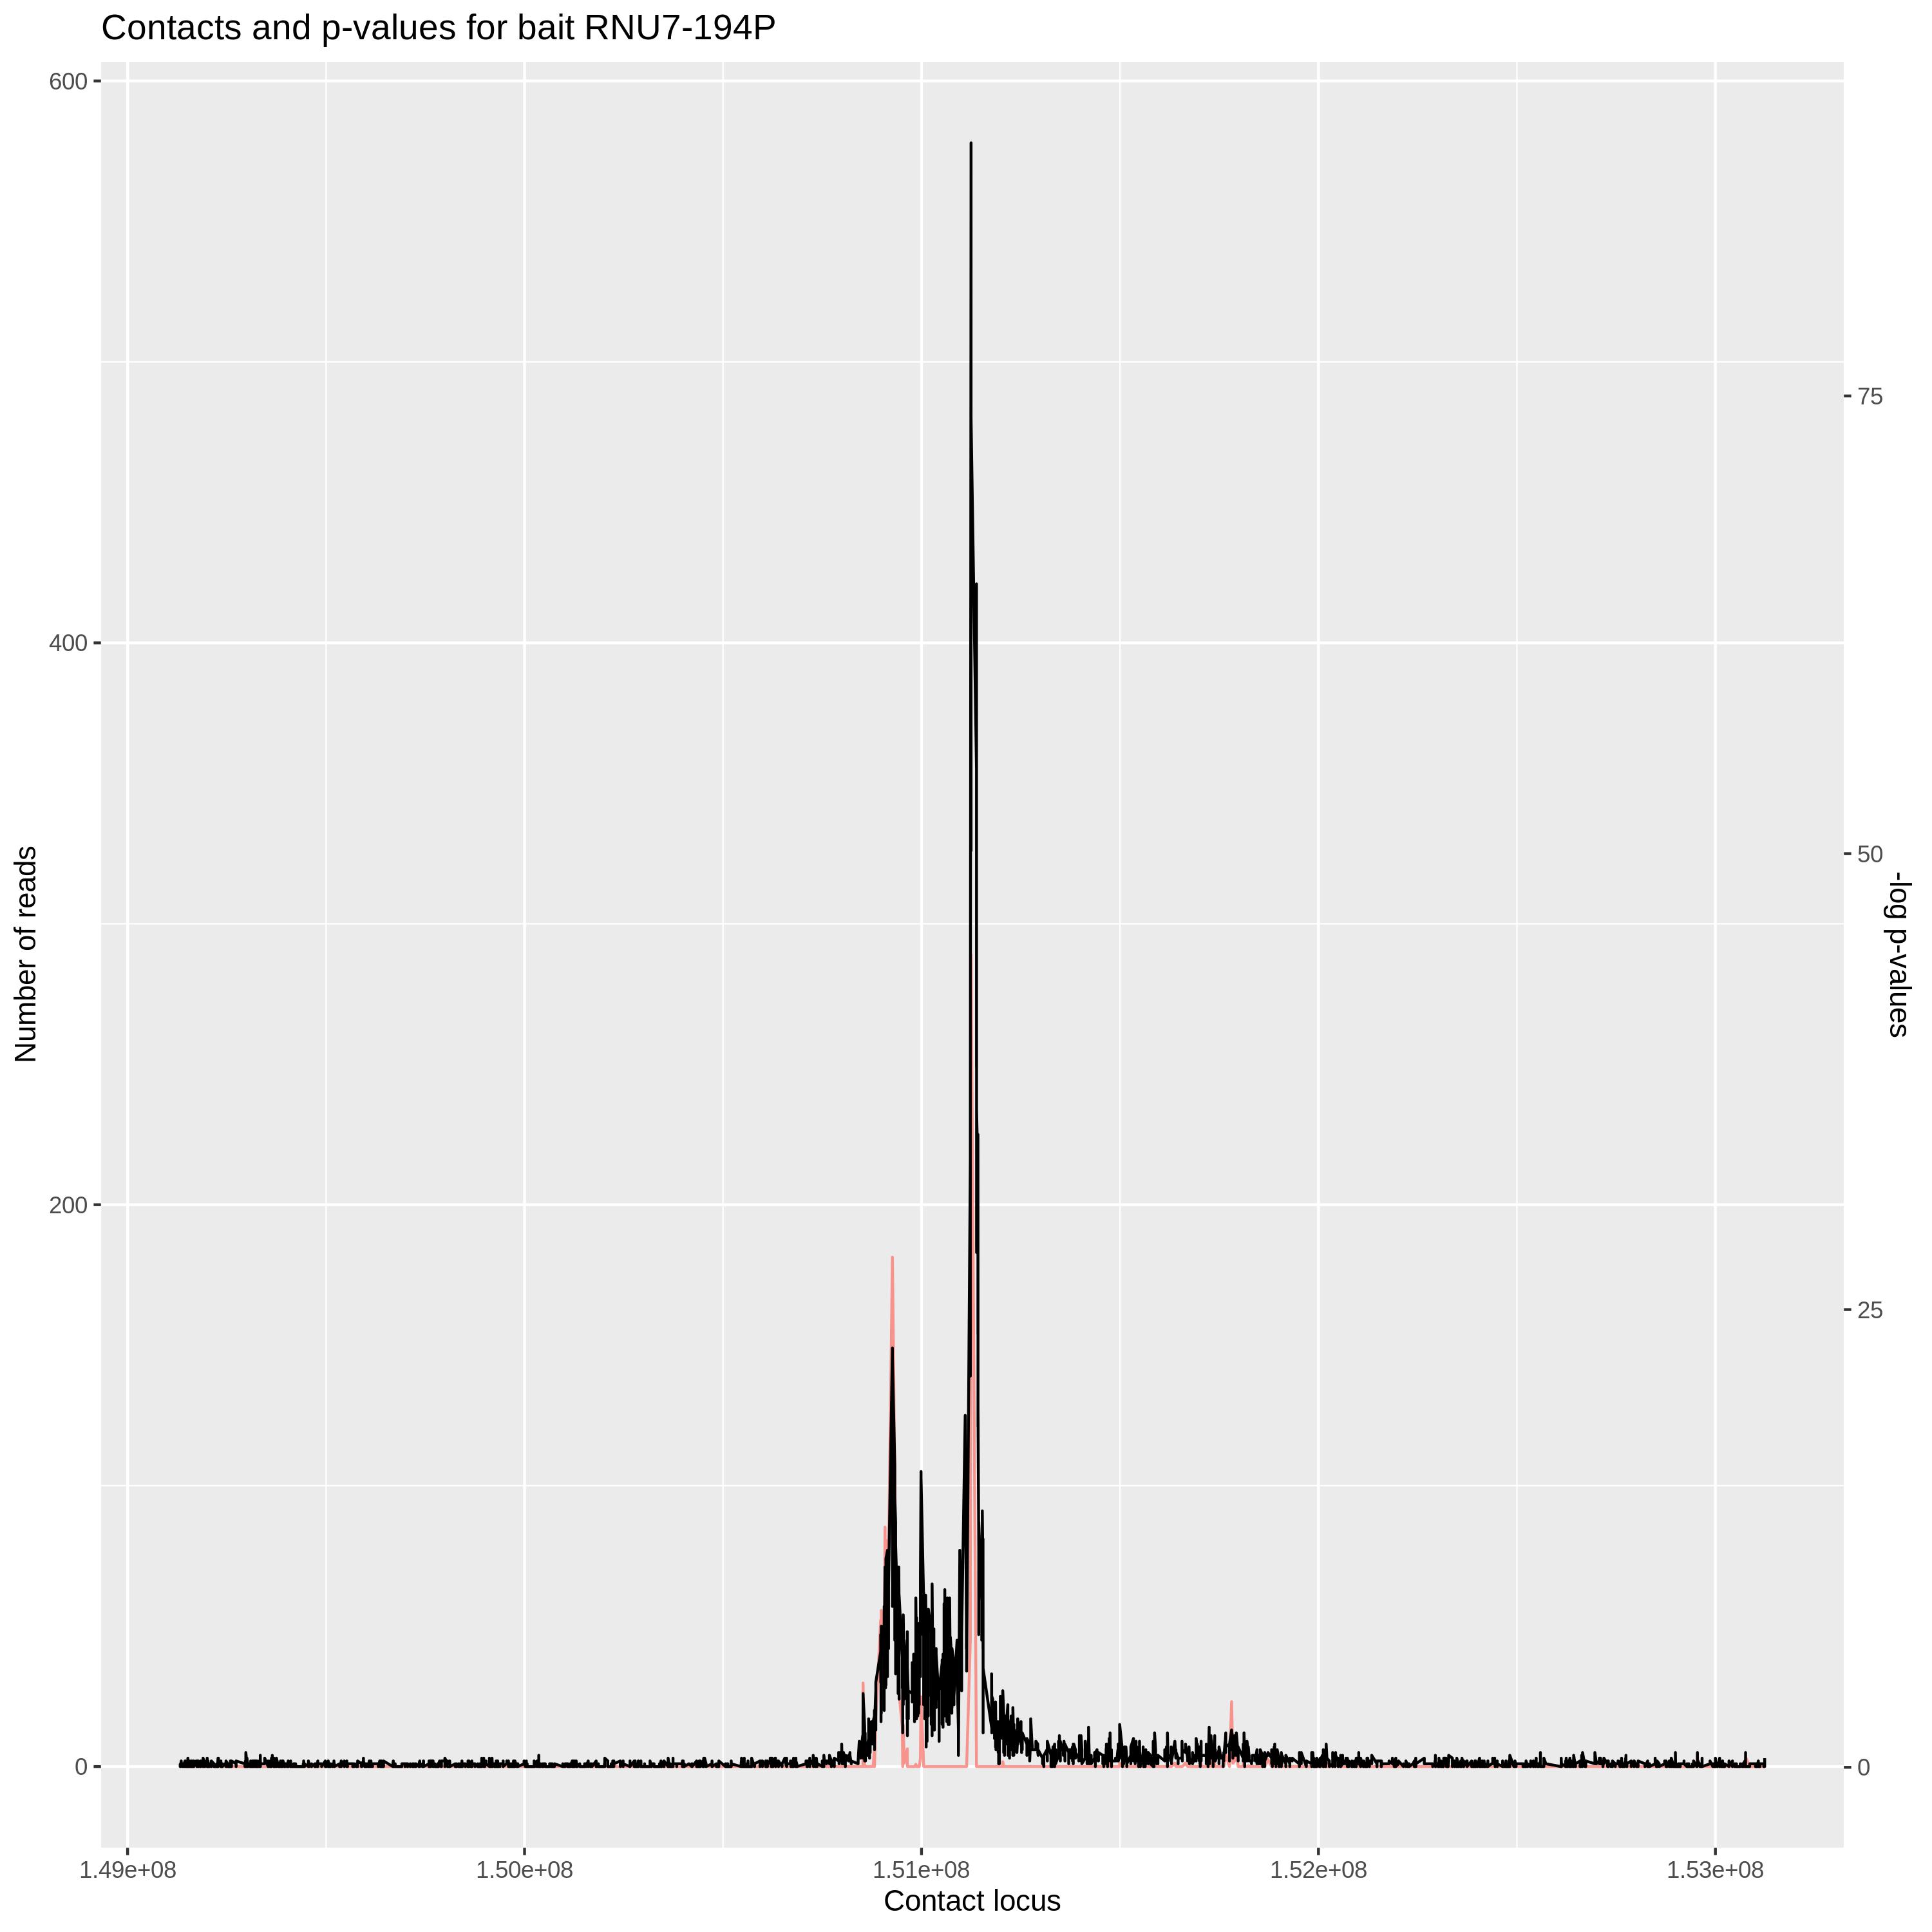 Contacts and p-values for bait RNU7-194P
600
400
200
0
Number of reads
75
50
25
0
-log p-values
1.49e+08
1.50e+08
1.51e+08
1.52e+08
1.53e+08
Contact locus